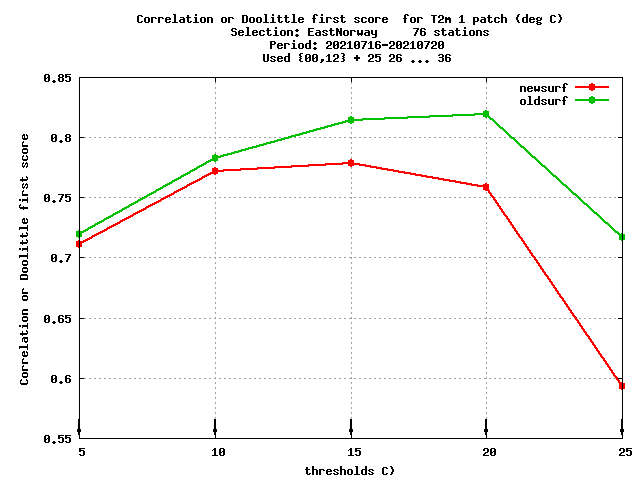 Correlation or Doolittle first score  for T2m 1 patch (deg C)
Selection: EastNorway     76 stations
Period: 20210716-20210720
Used {00,12} + 25 26 ... 36
newsurf
oldsurf
0.85
0.8
0.75
0.7
0.65
0.6
0.55
Correlation or Doolittle first score
5 10 15 20 25
thresholds C)